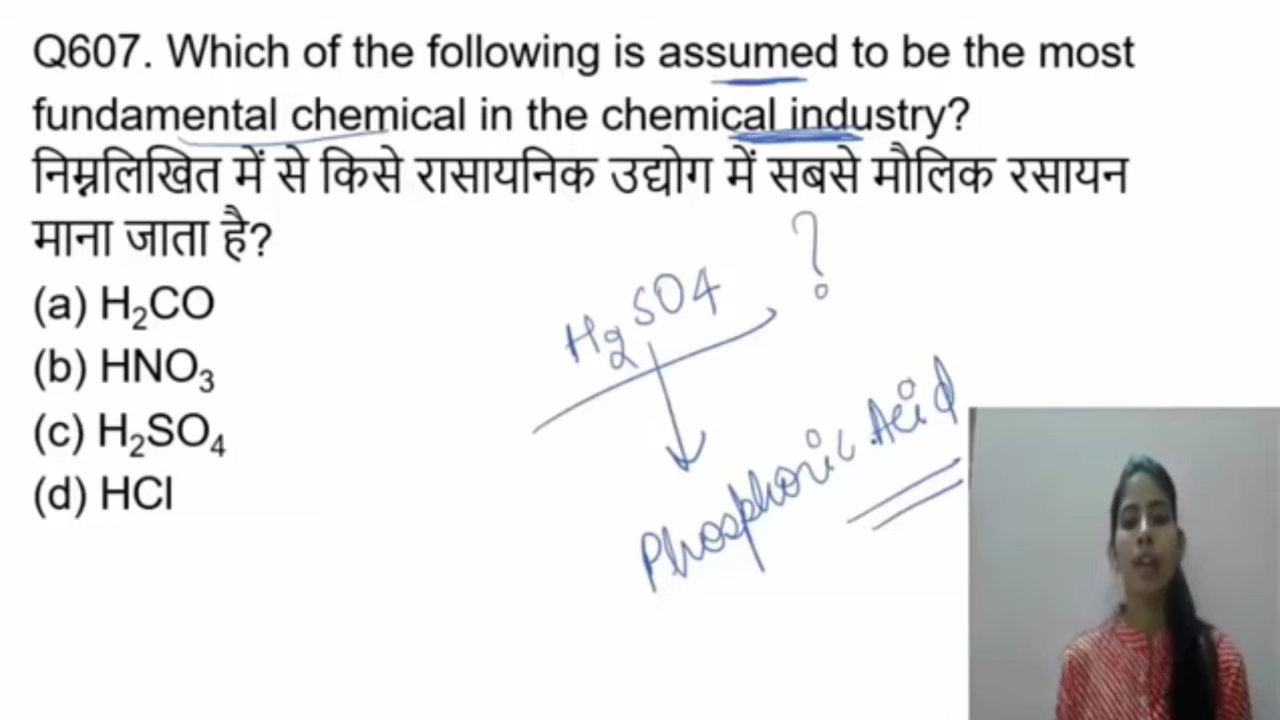 Q607. Which of the following is assumed to be the most
fundamental chemical in the chemical industry?
निम्नलिखित में से किसे रासायनिक उद्योग में सबसे मौलिक रसायन
माना जाता है?
(a) H₂CO
(b) HNO₃
(c) H₂SO₄
(d) HCl
H₂SO4 ?
Phosphoric Acid